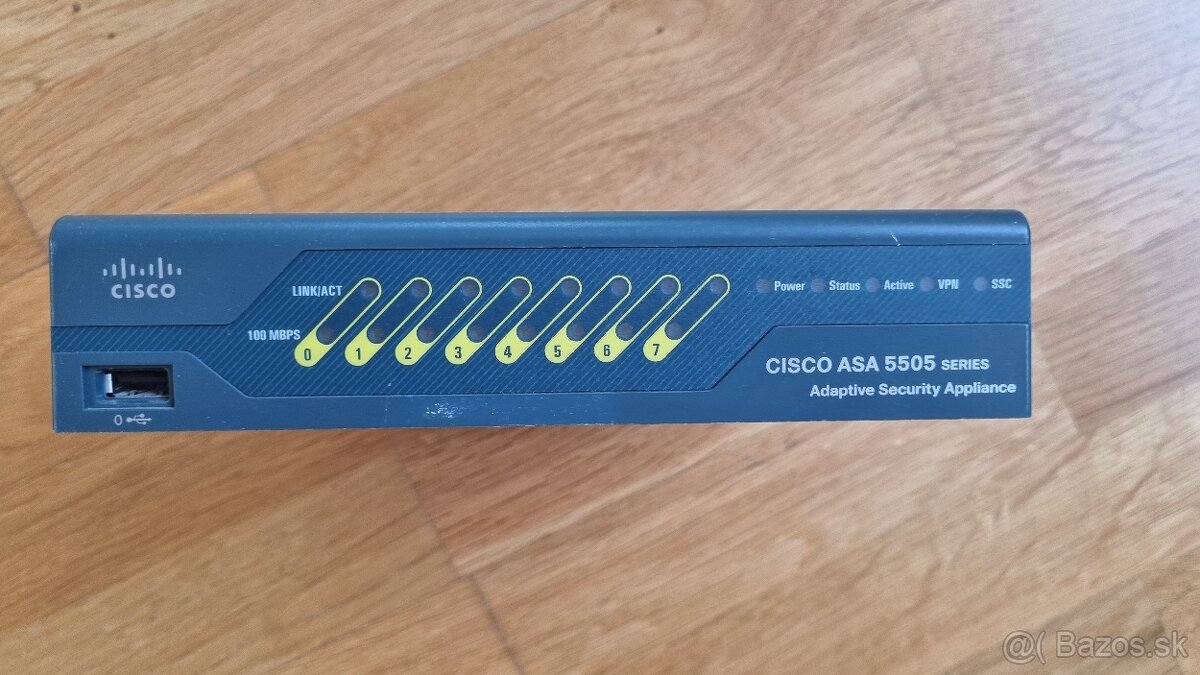 CISCO
LINK/ACT
100 MBPS
0 1 2 3 4 5 6 7
Power Status Active VPN SSC
CISCO ASA 5505 SERIES
Adaptive Security Appliance
0
@( Bazos.sk